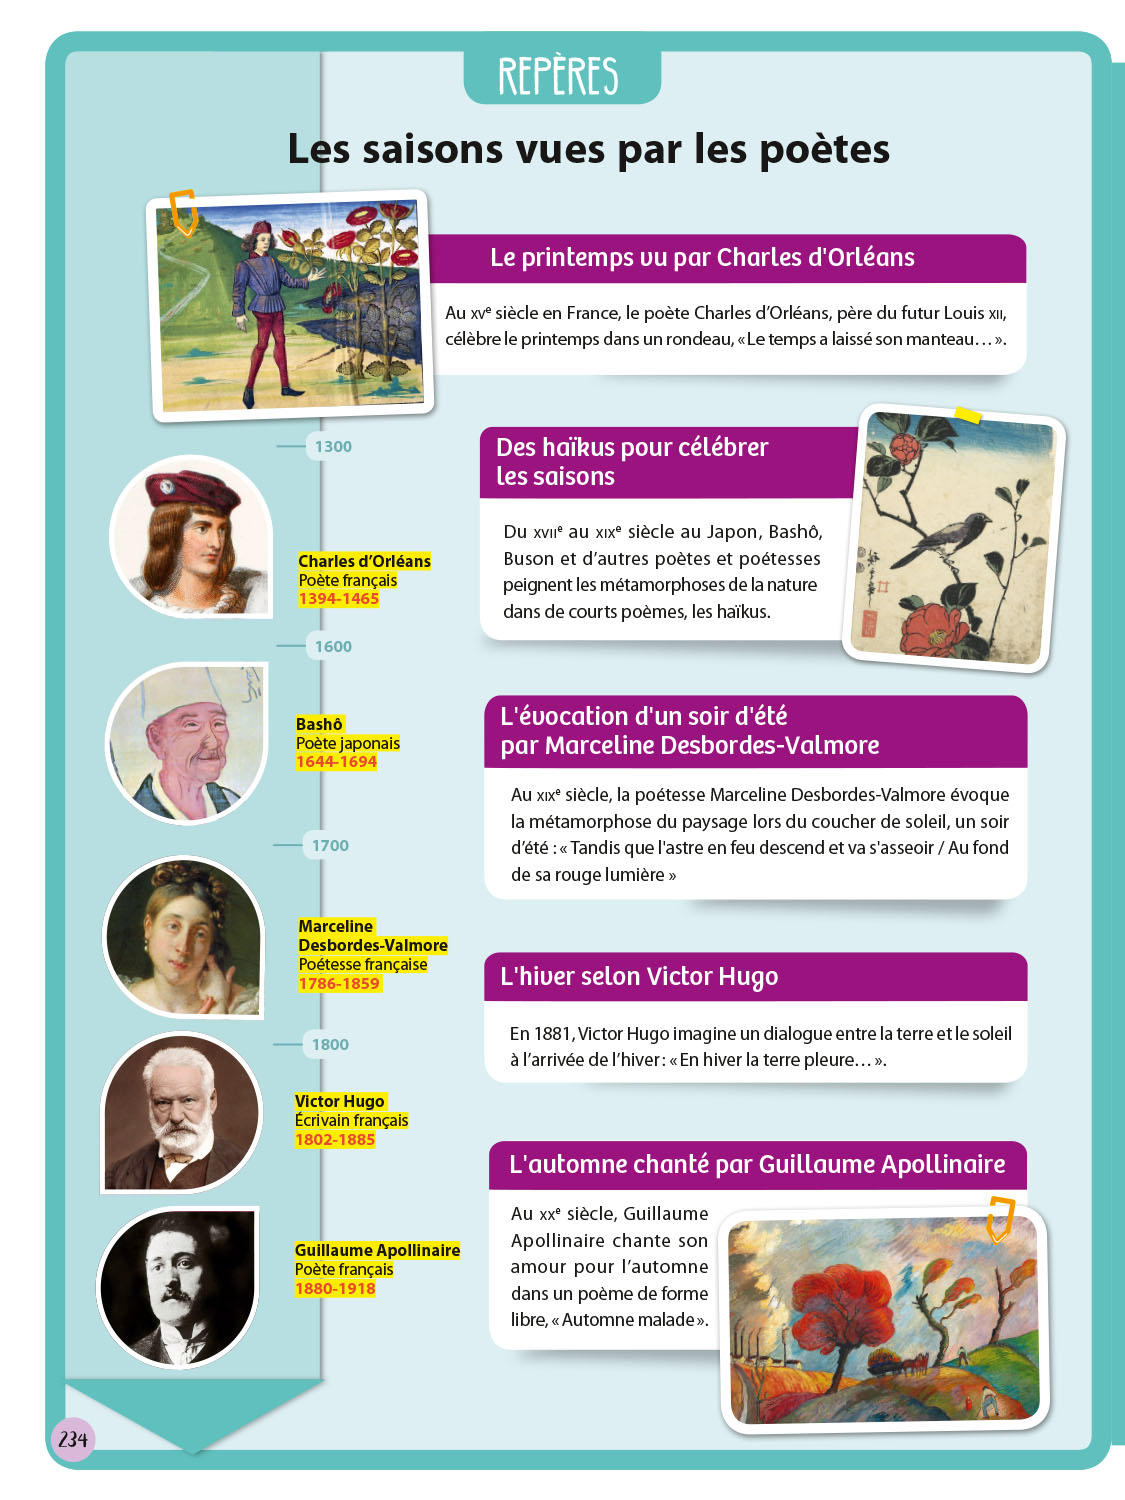 REPÈRES
Les saisons vues par les poètes
Le printemps vu par Charles d'Orléans
Au XVe siècle en France, le poète Charles d’Orléans, père du futur Louis XII,
célèbre le printemps dans un rondeau, « Le temps a laissé son manteau… ».
1300
Charles d’Orléans
Poète français
1394-1465
Des haïkus pour célébrer
les saisons
Du XVIIe au XIXe siècle au Japon, Bashô,
Buson et d’autres poètes et poétesses
peignent les métamorphoses de la nature
dans de courts poèmes, les haïkus.
1600
Bashô
Poète japonais
1644-1694
L'évocation d'un soir d'été
par Marceline Desbordes-Valmore
Au XIXe siècle, la poétesse Marceline Desbordes-Valmore évoque
la métamorphose du paysage lors du coucher de soleil, un soir
d’été : « Tandis que l'astre en feu descend et va s'asseoir / Au fond
de sa rouge lumière »
1700
Marceline
Desbordes-Valmore
Poétesse française
1786-1859
L'hiver selon Victor Hugo
En 1881, Victor Hugo imagine un dialogue entre la terre et le soleil
à l’arrivée de l’hiver : « En hiver la terre pleure… ».
1800
Victor Hugo
Écrivain français
1802-1885
L'automne chanté par Guillaume Apollinaire
Au XXe siècle, Guillaume
Apollinaire chante son
amour pour l’automne
dans un poème de forme
libre, « Automne malade ».
Guillaume Apollinaire
Poète français
1880-1918
234